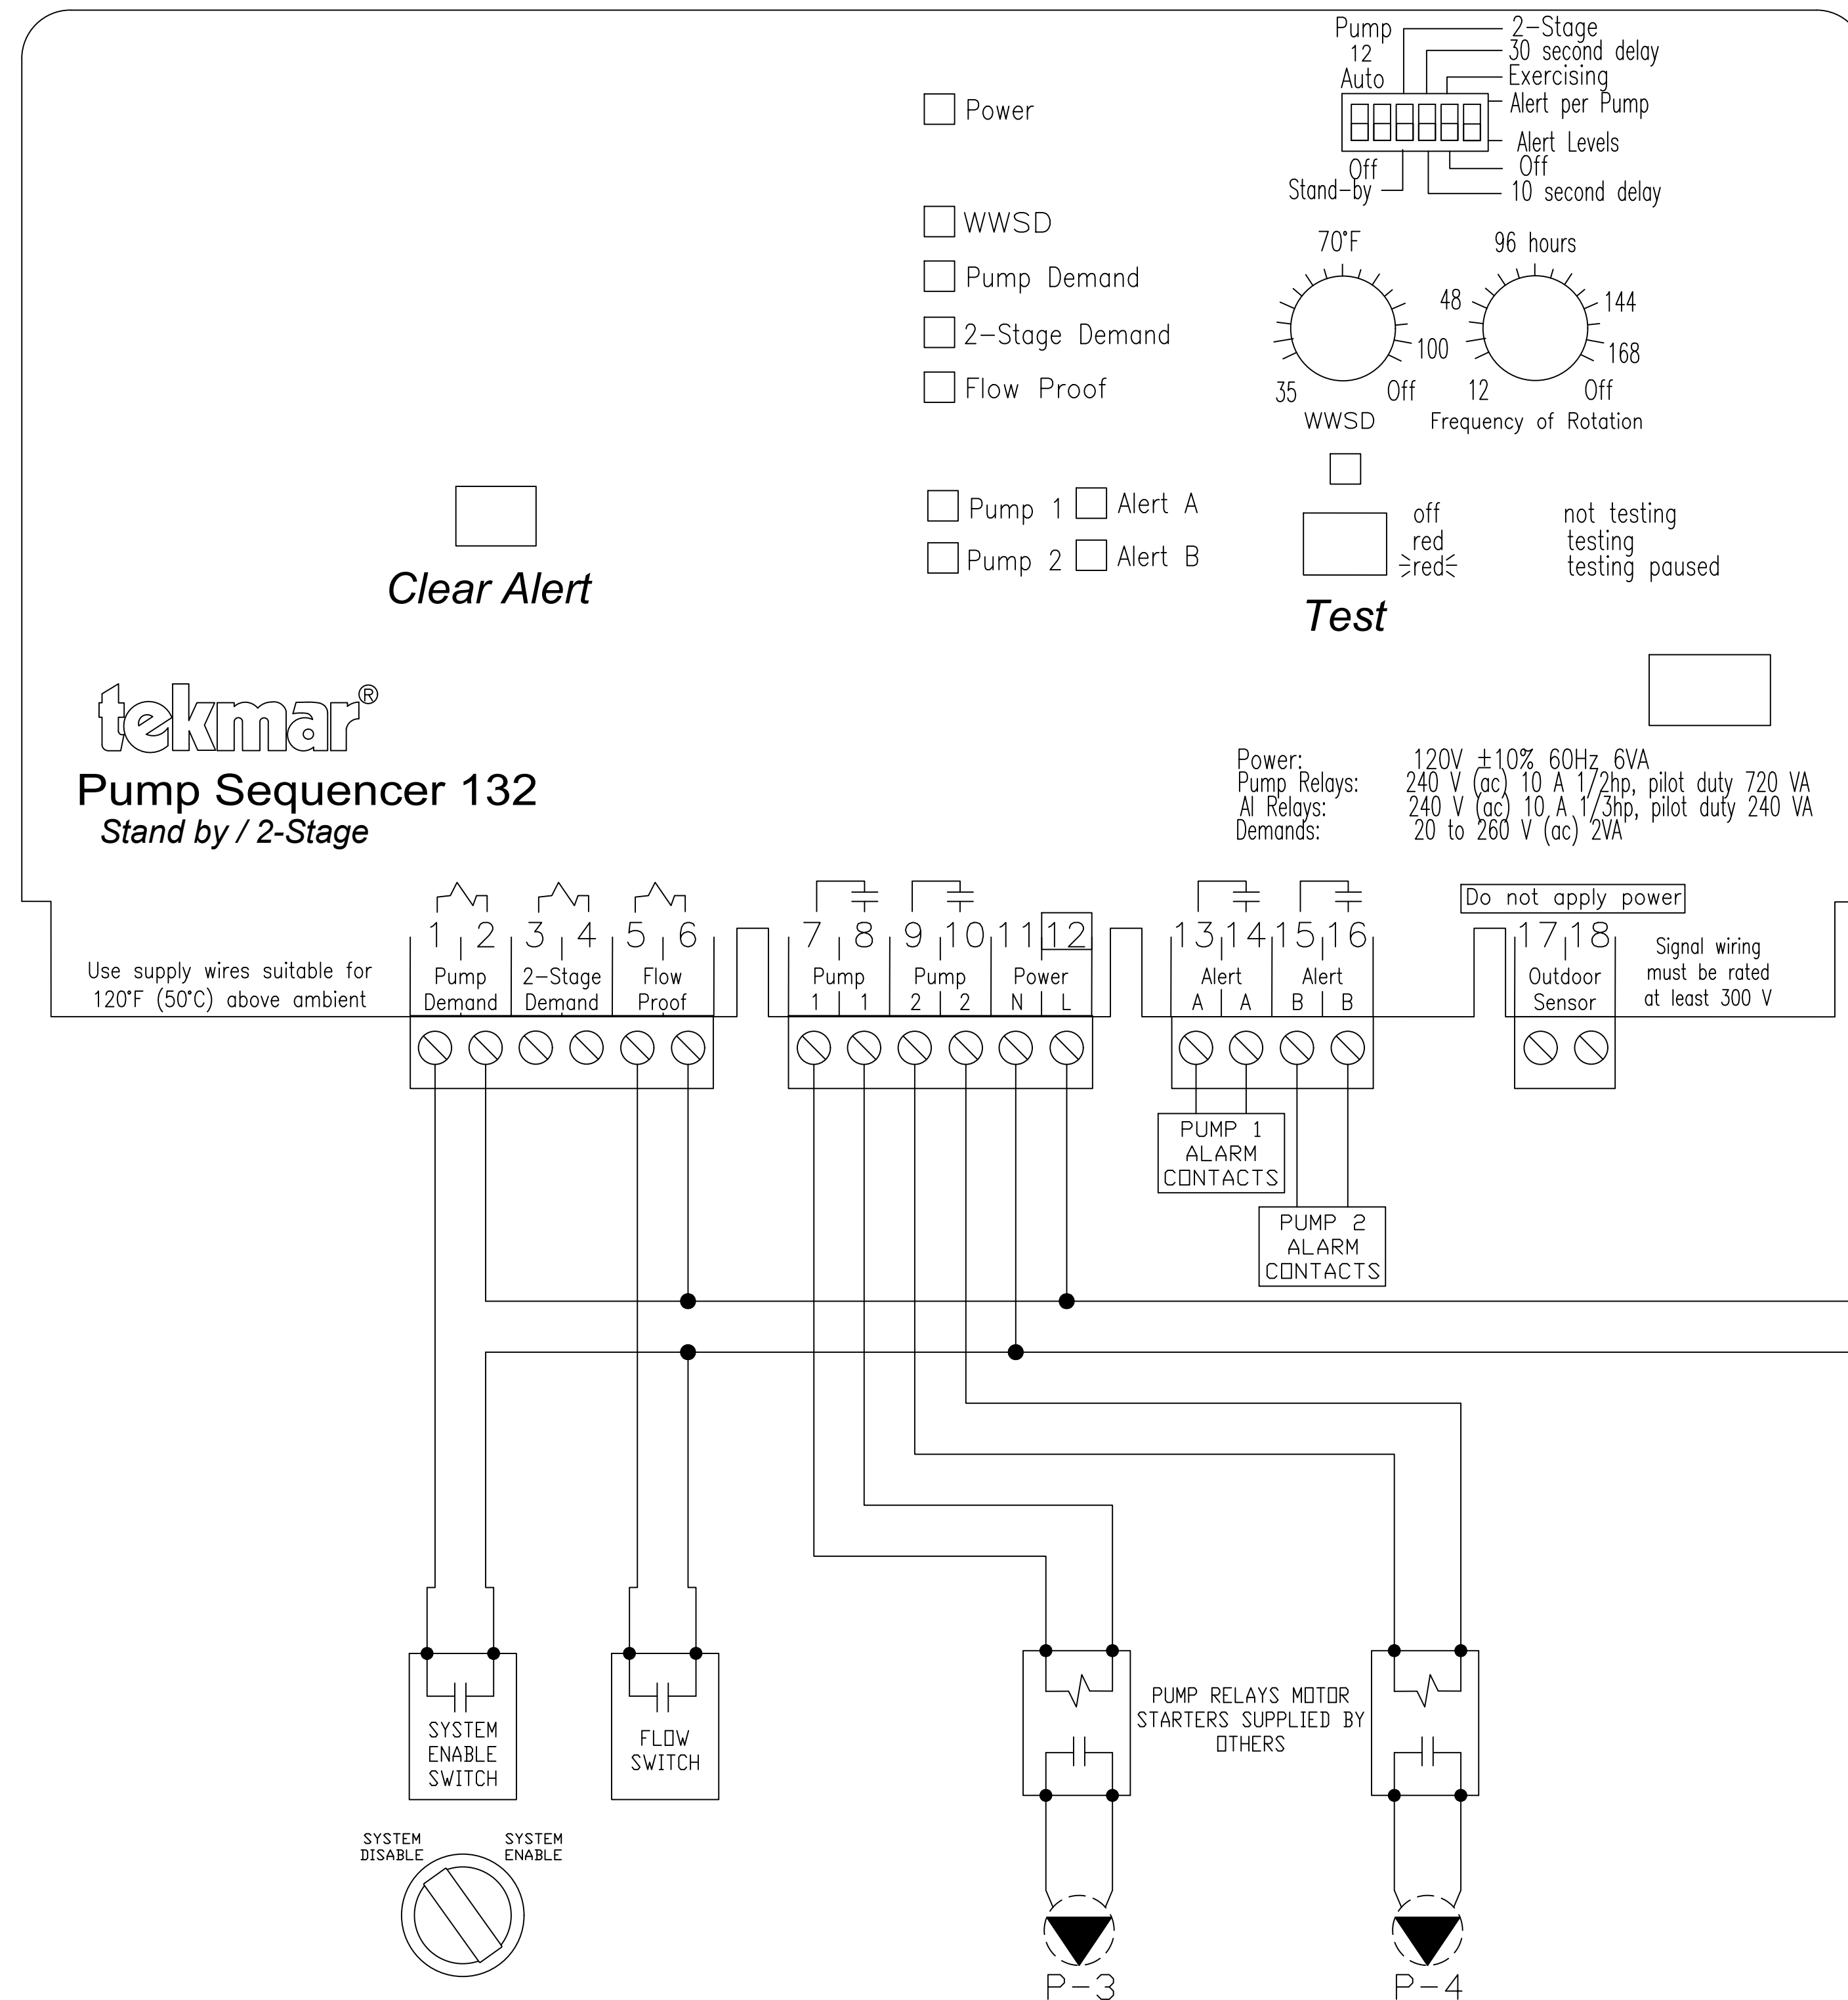 Pump
12
Auto
2-Stage
30 second delay
Exercising
Alert per Pump
Alert Levels
Off
10 second delay
Off
Stand-by
Power
WWSD
Pump Demand
2-Stage Demand
Flow Proof
Pump 1
Alert A
Pump 2
Alert B
70°F
35
100
Off
WWSD
96 hours
48
144
168
12
Off
Frequency of Rotation
Clear Alert
off not testing
red testing
red testing paused
Test
tekmar®
Pump Sequencer 132
Stand by / 2-Stage
Power: 120V ±10% 60Hz 6VA
Pump Relays: 240 V (ac) 10 A 1/2hp, pilot duty 720 VA
Al Relays: 240 V (ac) 10 A 1/3hp, pilot duty 240 VA
Demands: 20 to 260 V (ac) 2VA
Do not apply power
Use supply wires suitable for
120°F (50°C) above ambient
1 2 3 4 5 6
Pump 2-Stage Flow
Demand Demand Proof
7 8 9 10 11 12
Pump Pump Power
1 1 2 2 N L
13 14 15 16
Alert Alert
A A B B
17 18
Outdoor
Sensor
Signal wiring
must be rated
at least 300 V
PUMP 1
ALARM
CONTACTS
PUMP 2
ALARM
CONTACTS
SYSTEM
ENABLE
SWITCH
FLOW
SWITCH
PUMP RELAYS MOTOR
STARTERS SUPPLIED BY
OTHERS
SYSTEM
DISABLE
SYSTEM
ENABLE
P-3
P-4